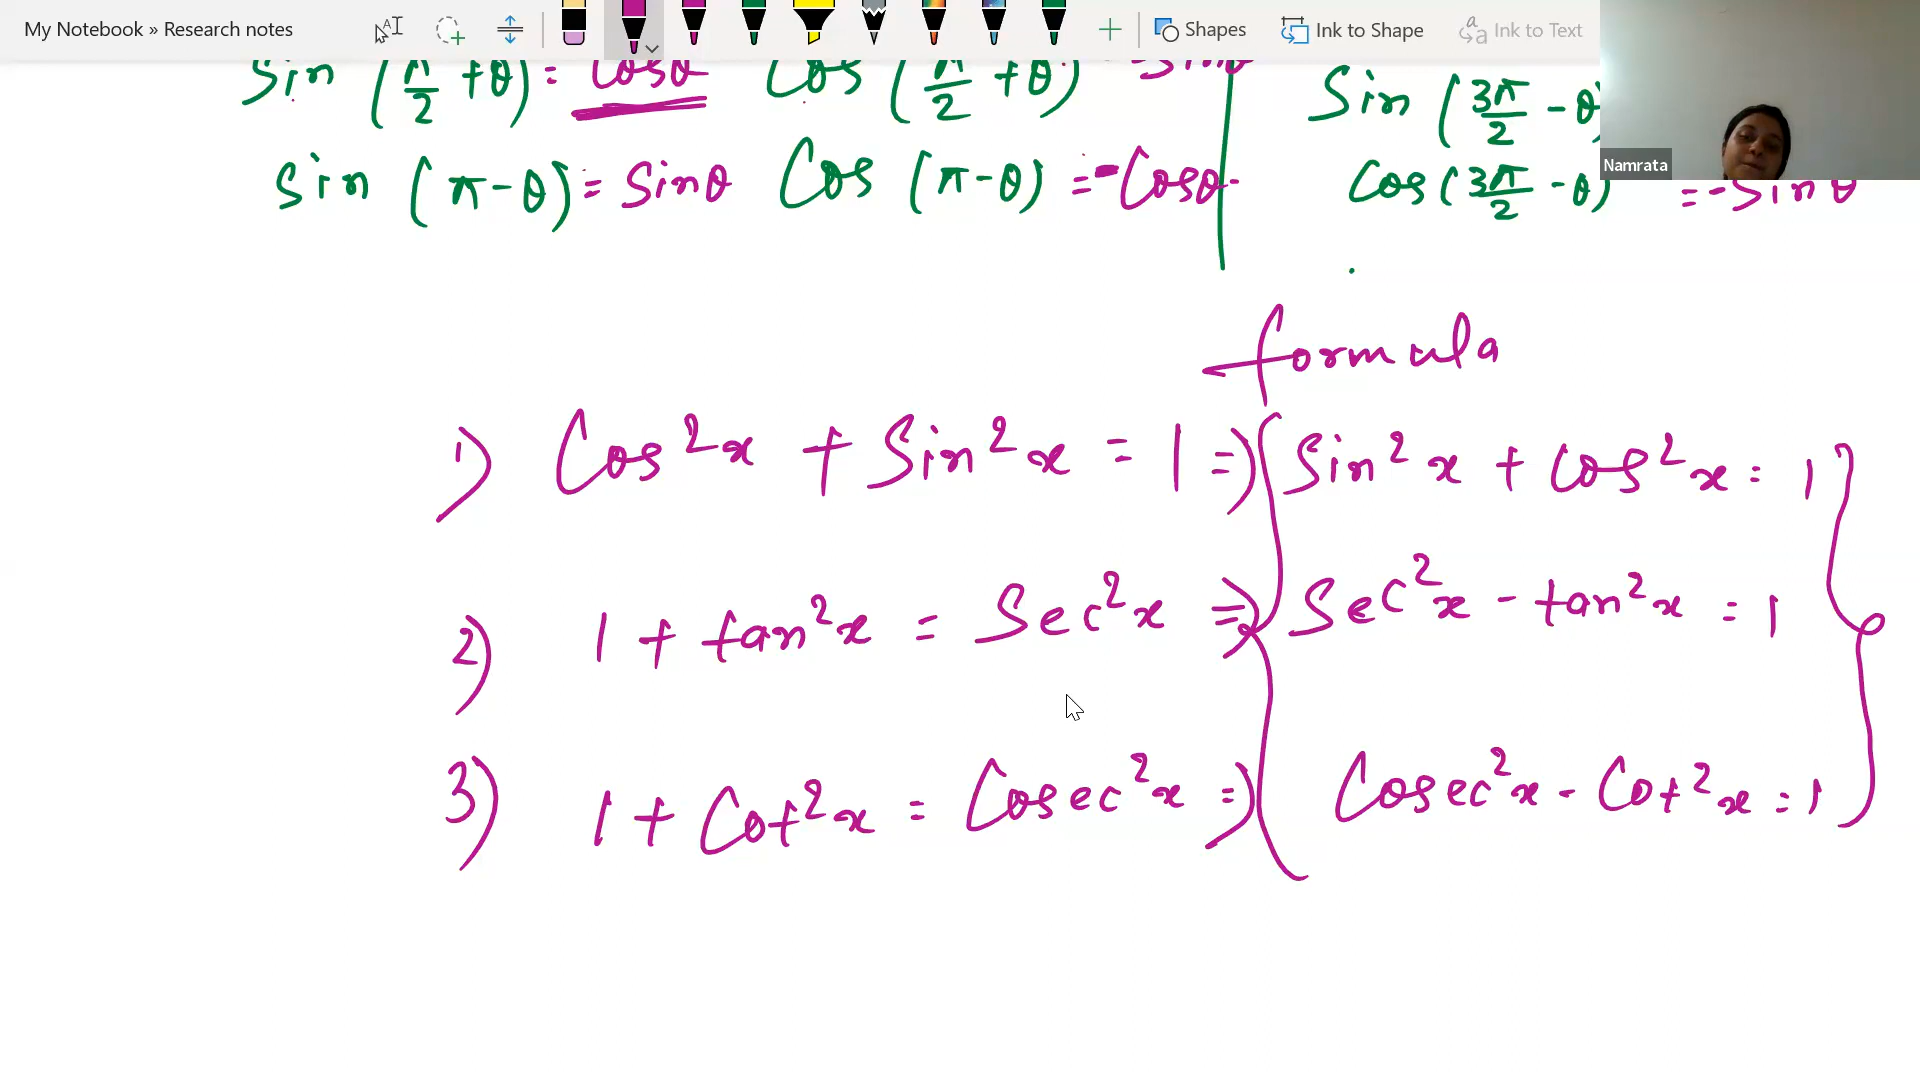 My Notebook » Research notes
Shapes
Ink to Shape
Ink to Text
Namrata
Sin (π/2 + θ) = Cosθ Cos (π/2 + θ) = -Sinθ
Sin (3π/2 - θ)
Sin (π - θ) = Sinθ Cos (π - θ) = -Cosθ
Cos (3π/2 - θ) = -Sinθ
formula
1) Cos²x + Sin²x = 1 ⇒ Sin²x + Cos²x = 1
2) 1 + tan²x = Sec²x ⇒ Sec²x - tan²x = 1
3) 1 + Cot²x = Cosec²x ⇒ Cosec²x - Cot²x = 1